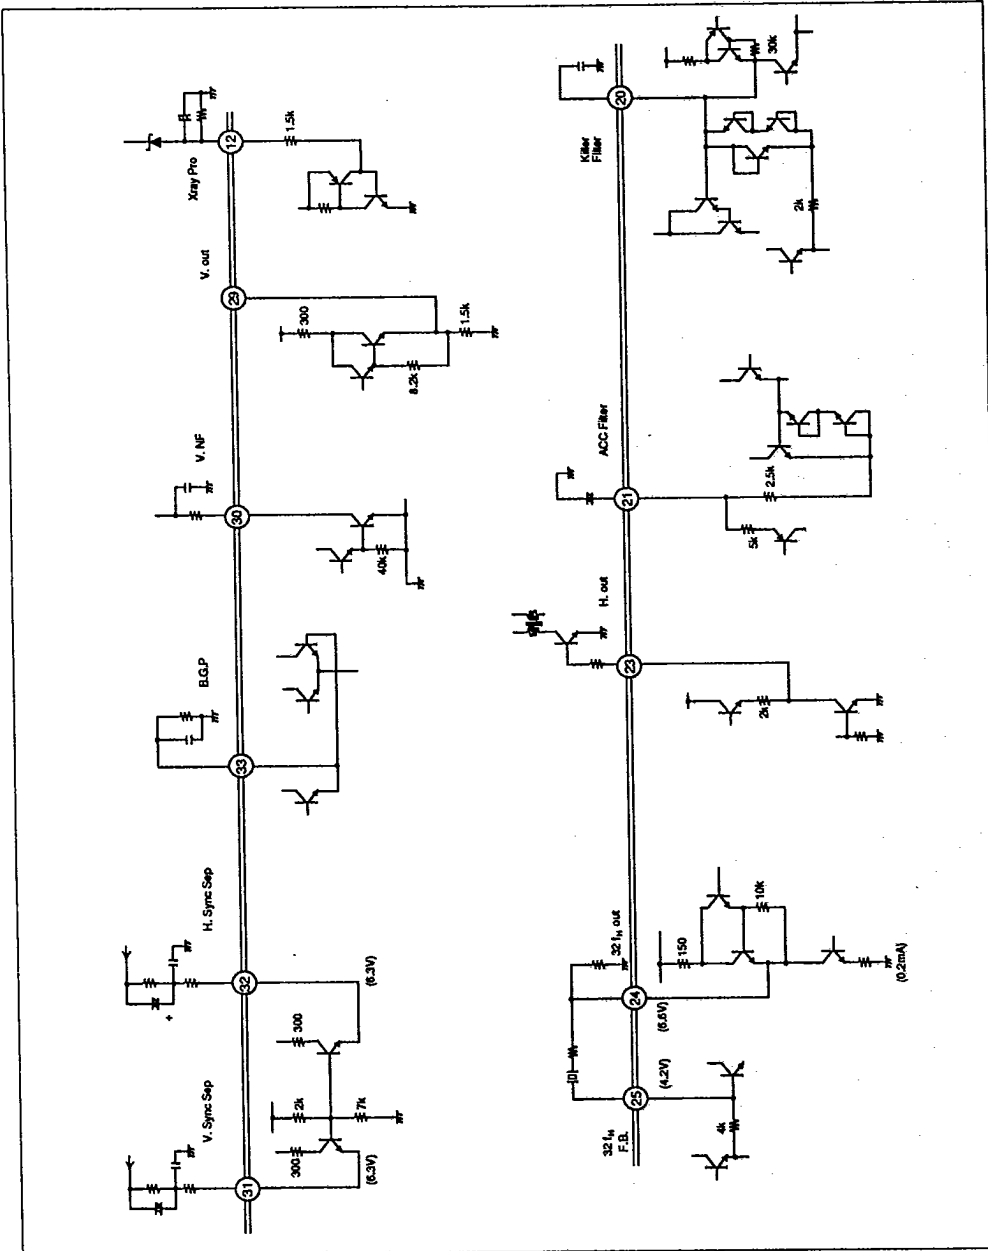 V. Sync Sep
31
300
2k
7k
(6.3V)
H. Sync Sep
+
32
300
(6.3V)
B.G.P
33
V. NF
30
40k
V. out
29
300
8.2k
1.5k
Xray Pro
12
1.5k
32 fH
F.B.
25
(4.2V)
4k
32 fH out
24
(6.6V)
150
10k
(0.2mA)
H. out
23
2k
ACC Filter
21
5k
2.5k
Killer
Filter
20
2k
30k